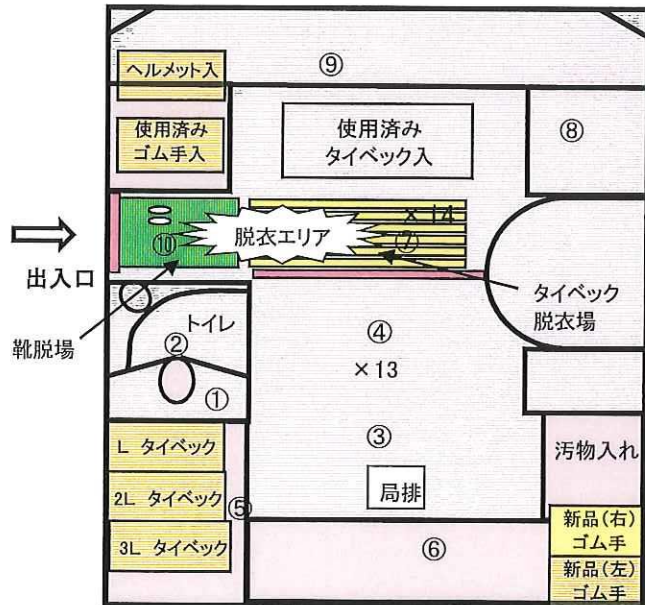 ヘルメット入
⑨
使用済み
ゴム手入
使用済み
タイベック入
⑧
×14
⑩
脱衣エリア
⑦
出入口
靴脱場
トイレ
②
①
④
×13
タイベック
脱衣場
③
局排
L タイベック
2L タイベック
3L タイベック
⑤
⑥
汚物入れ
新品(右)
ゴム手
新品(左)
ゴム手